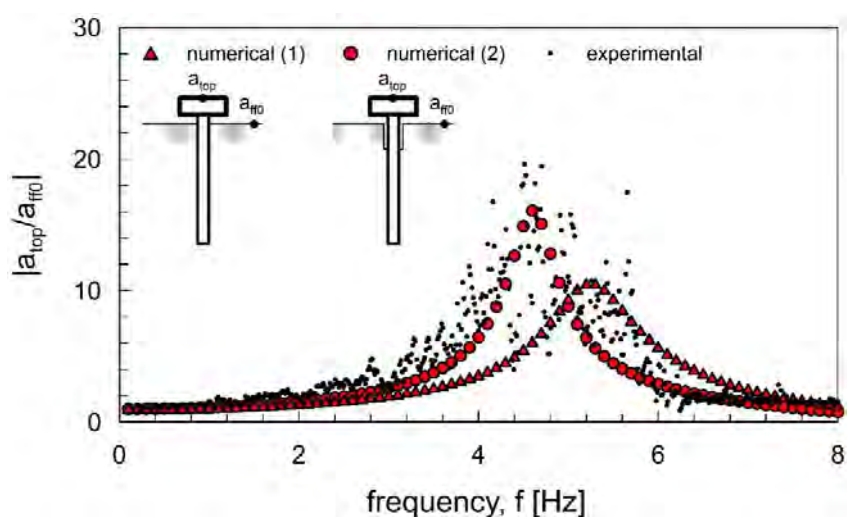 30
numerical (1) numerical (2) experimental
a_top a_top
a_ff0 a_ff0
20
|a_top/a_ff0|
10
0
0 2 4 6 8
frequency, f [Hz]